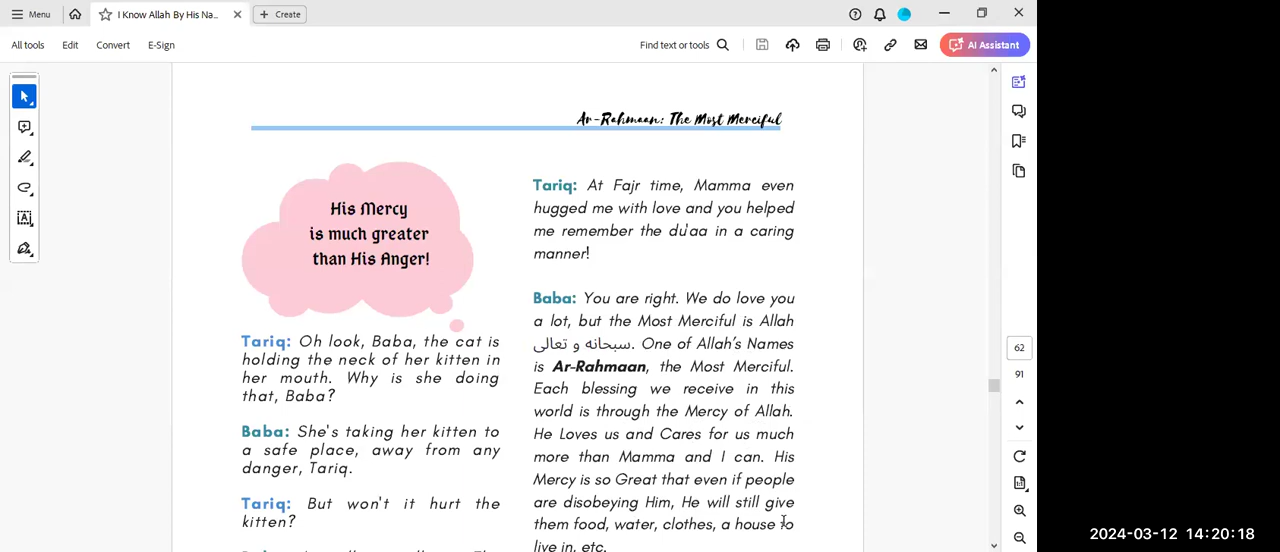 Menu
I Know Allah By His Na...
Create
All tools
Edit
Convert
E-Sign
Find text or tools
AI Assistant
Ar-Rahmaan: The Most Merciful
His Mercy
is much greater
than His Anger!
Tariq: Oh look, Baba, the cat is
holding the neck of her kitten in
her mouth. Why is she doing
that, Baba?
Baba: She's taking her kitten to
a safe place, away from any
danger, Tariq.
Tariq: But won't it hurt the
kitten?
Tariq: At Fajr time, Mamma even
hugged me with love and you helped
me remember the du'aa in a caring
manner!
Baba: You are right. We do love you
a lot, but the Most Merciful is Allah
سبحانه و تعالى. One of Allah's Names
is Ar-Rahmaan, the Most Merciful.
Each blessing we receive in this
world is through the Mercy of Allah.
He Loves us and Cares for us much
more than Mamma and I can. His
Mercy is so Great that even if people
are disobeying Him, He will still give
them food, water, clothes, a house to
live in, etc.
62
91
2024-03-12 14:20:18